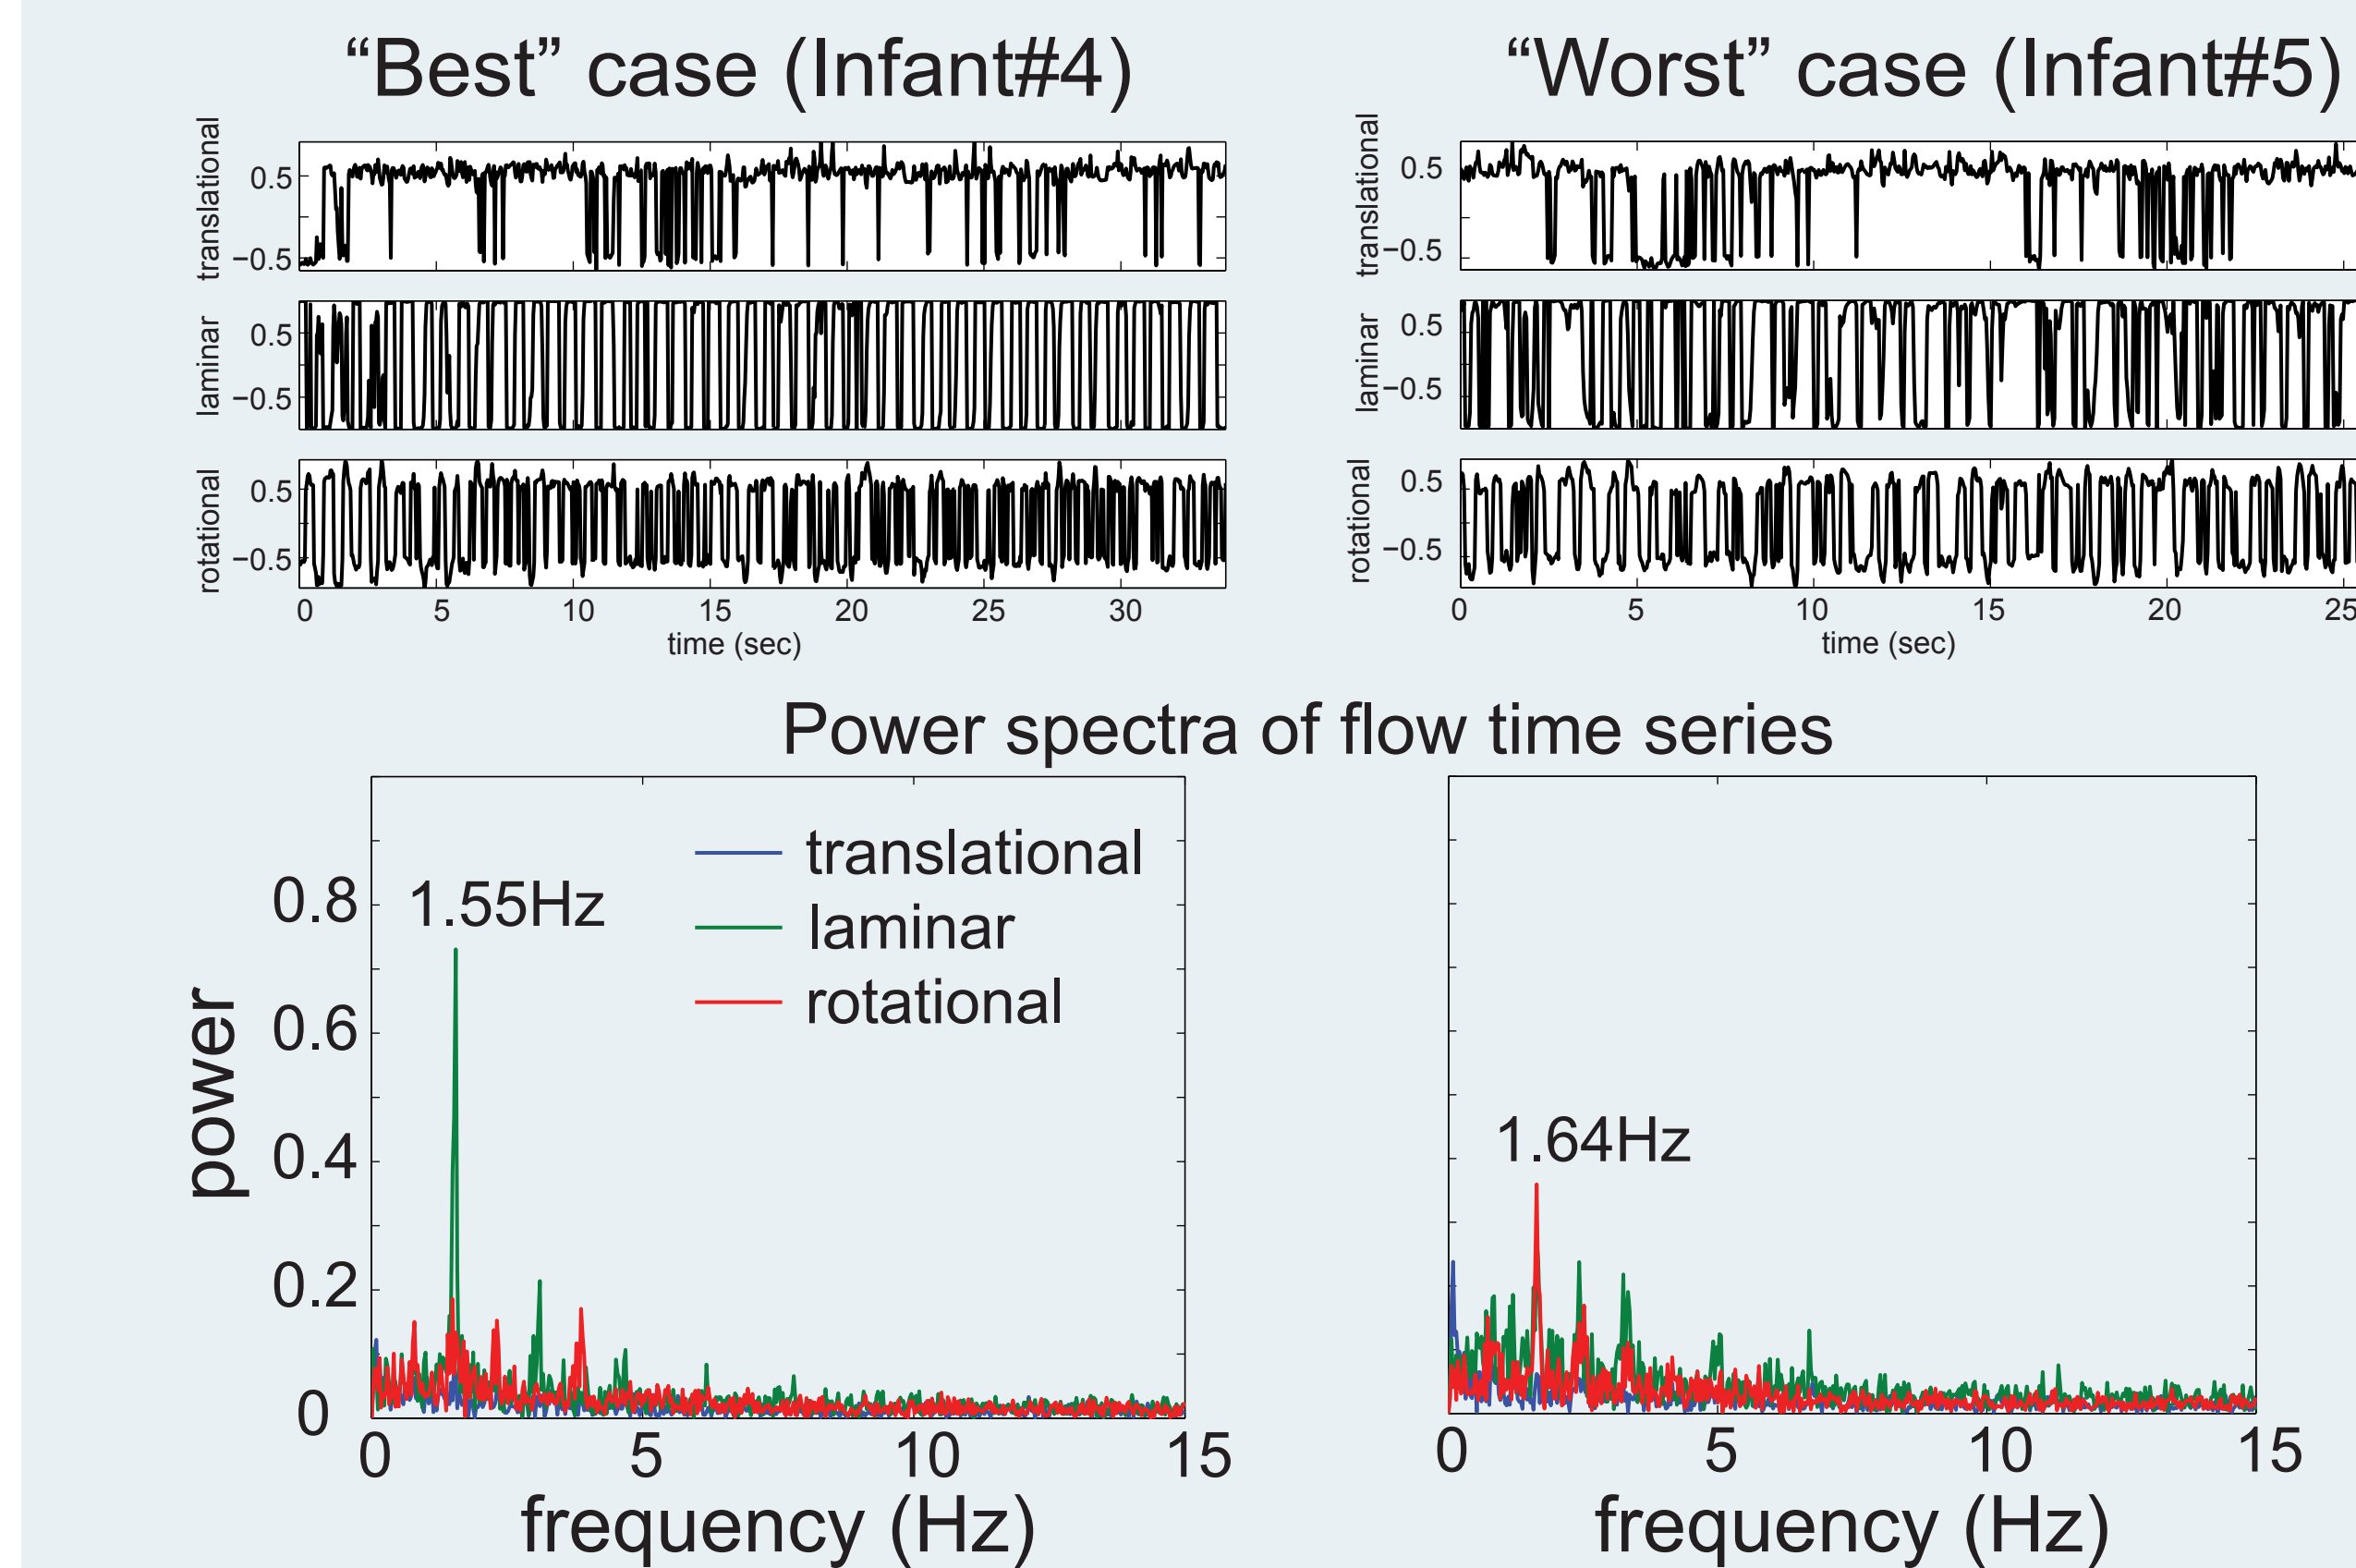 “Best” case (Infant#4)
“Worst” case (Infant#5)
translational
0.5
−0.5
laminar
0.5
−0.5
rotational
0.5
−0.5
0 5 10 15 20 25 30
time (sec)
translational
0.5
−0.5
laminar
0.5
−0.5
rotational
0.5
−0.5
0 5 10 15 20 25
time (sec)
Power spectra of flow time series
power
0.8
0.6
0.4
0.2
0
1.55Hz
translational
laminar
rotational
0 5 10 15
frequency (Hz)
1.64Hz
0 5 10 15
frequency (Hz)